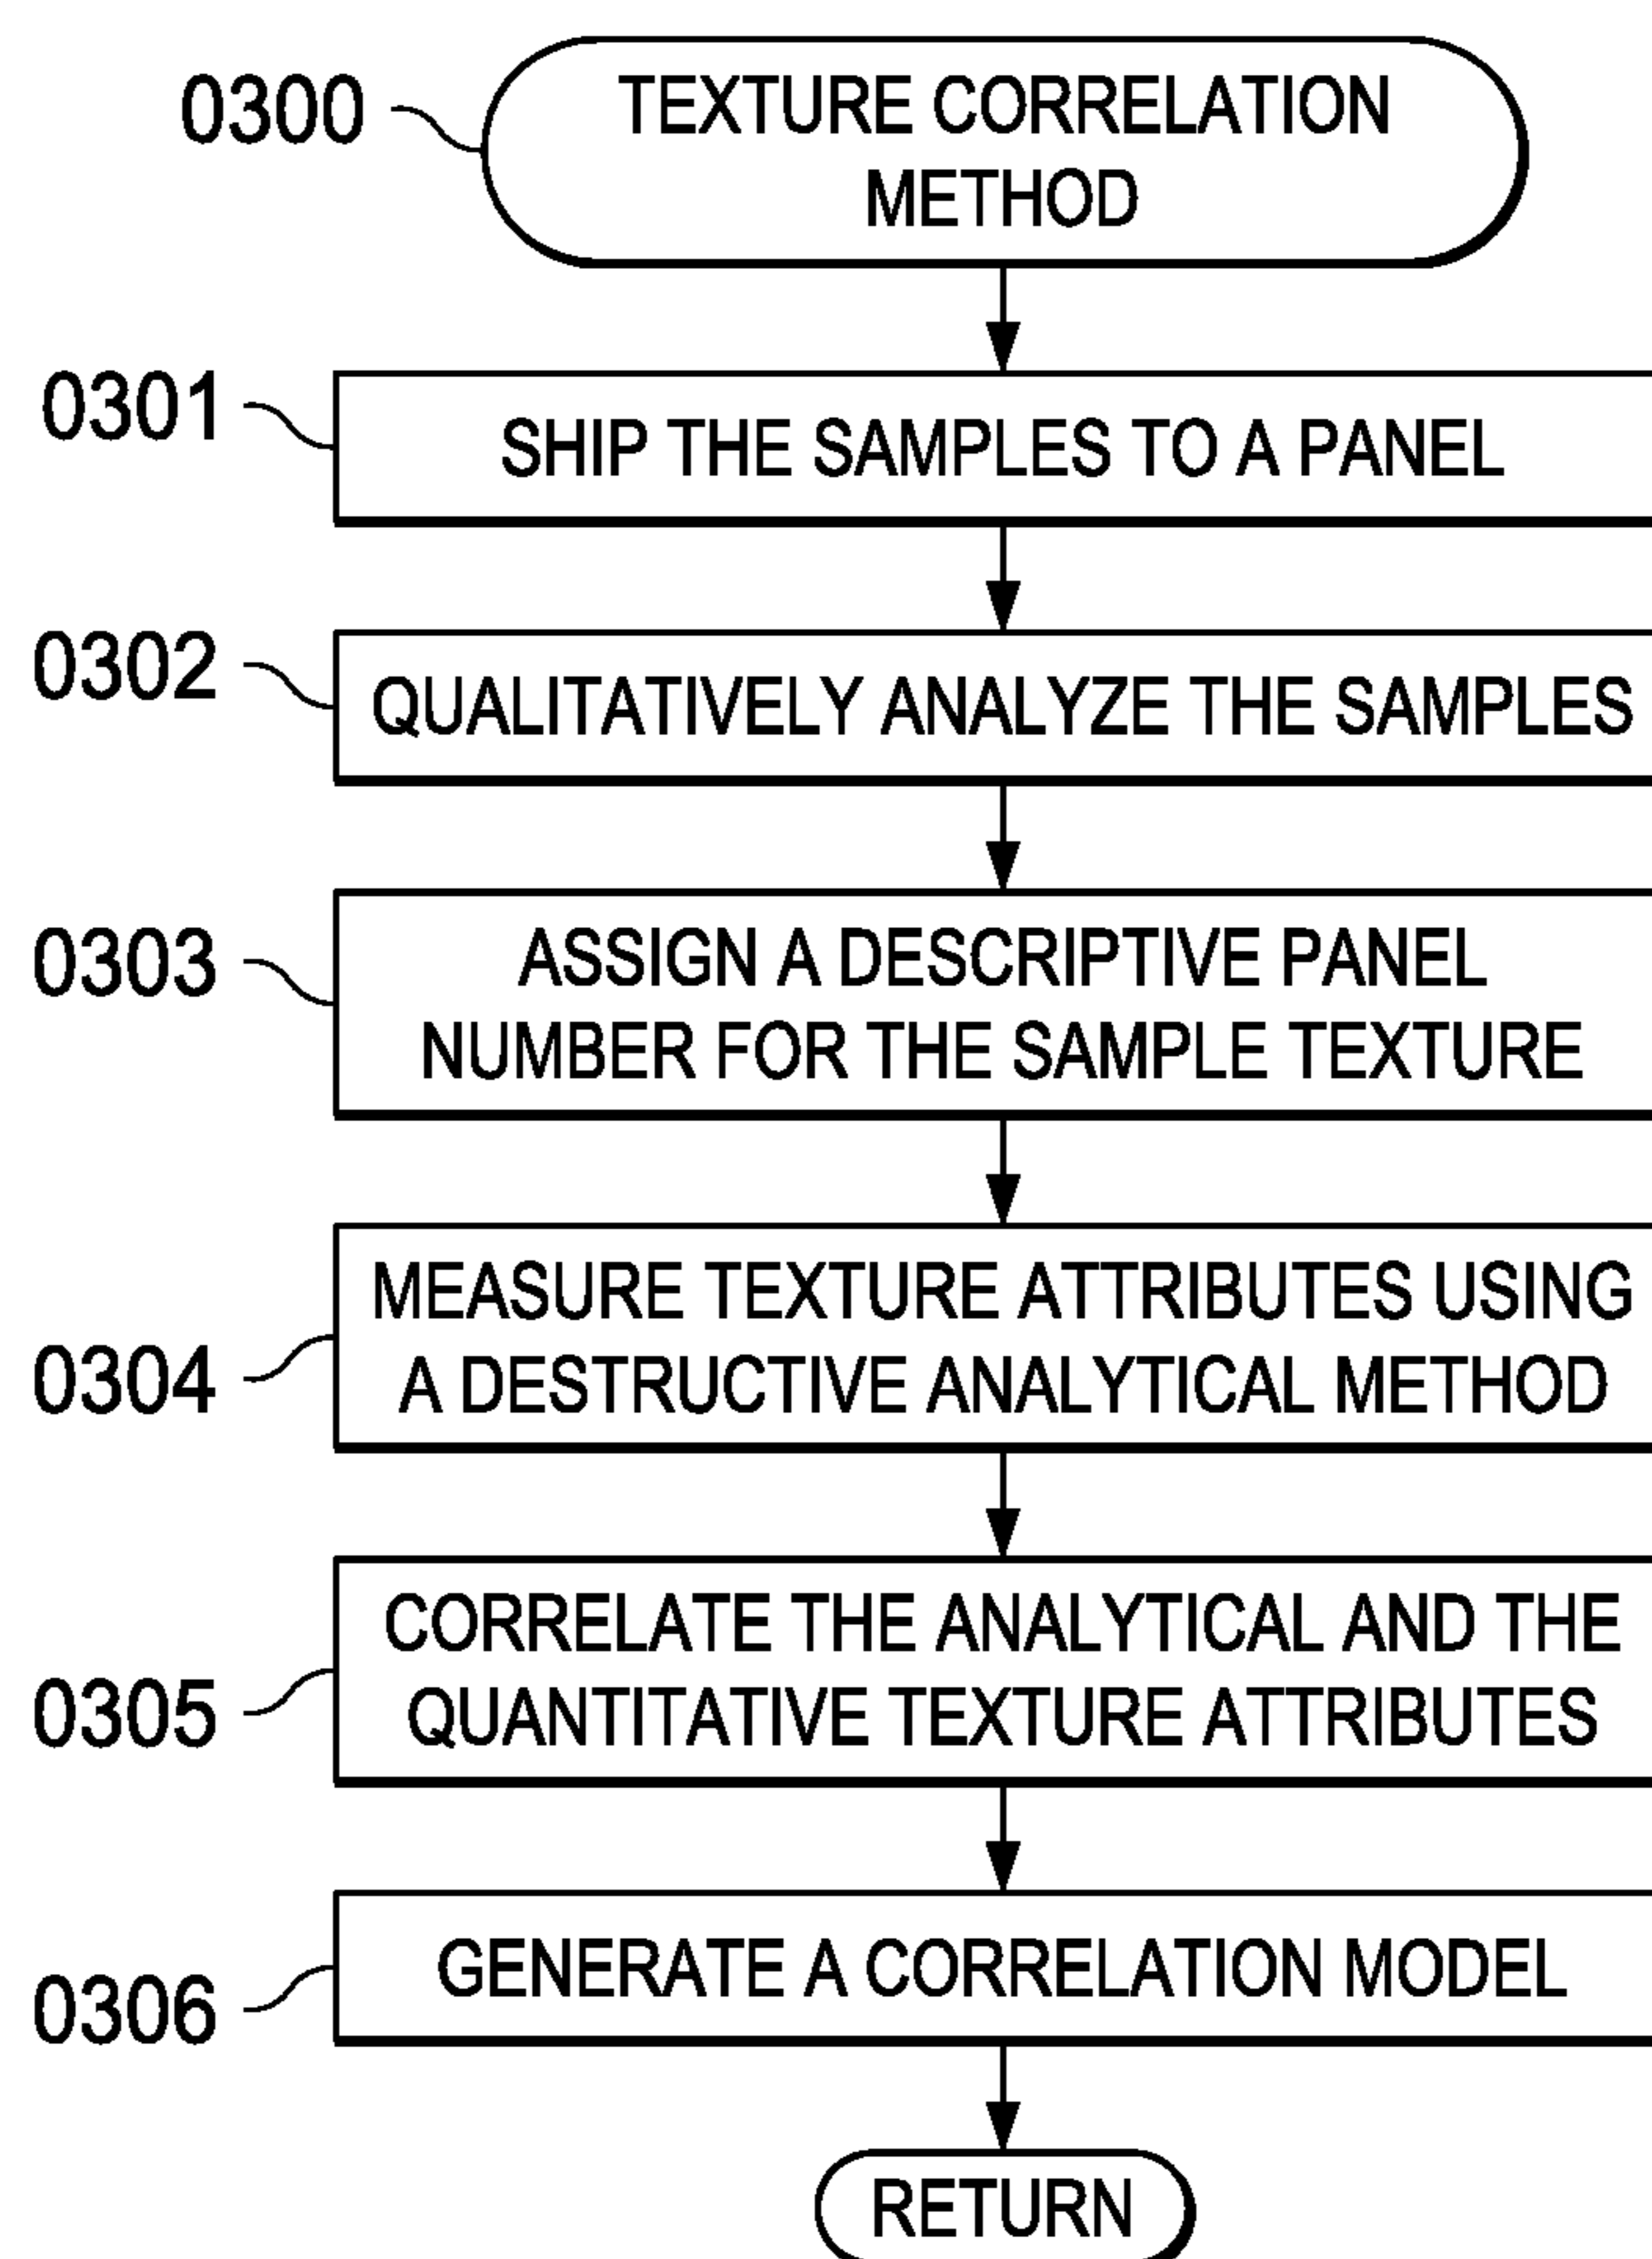 0300
TEXTURE CORRELATION
METHOD
0301
SHIP THE SAMPLES TO A PANEL
0302
QUALITATIVELY ANALYZE THE SAMPLES
0303
ASSIGN A DESCRIPTIVE PANEL
NUMBER FOR THE SAMPLE TEXTURE
0304
MEASURE TEXTURE ATTRIBUTES USING
A DESTRUCTIVE ANALYTICAL METHOD
0305
CORRELATE THE ANALYTICAL AND THE
QUANTITATIVE TEXTURE ATTRIBUTES
0306
GENERATE A CORRELATION MODEL
RETURN